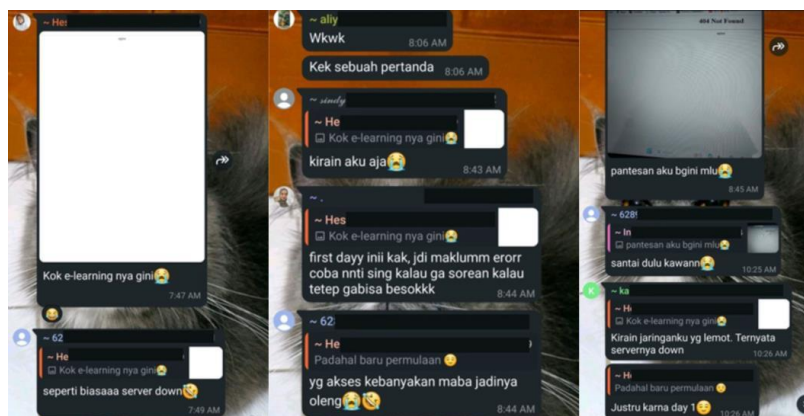 ~ Hes
Kok e-learning nya gini😭
7:47 AM
~ 62
~ He
Kok e-learning nya gini😭
seperti biasaaa server down🤣
7:49 AM
~ aliy
Wkwk
8:06 AM
Kek sebuah pertanda
8:06 AM
~ sindy
~ He
Kok e-learning nya gini😭
kirain aku aja😭
8:43 AM
~ .
~ Hes
Kok e-learning nya gini😭
first dayy inii kak, jdi maklumm erorr
coba nnti sing kalau ga sorean kalau
tetep gabisa besokkk
8:44 AM
~ 62
~ He
Padahal baru permulaan
yg akses kebanyakan maba jadinya
oleng😭🤣
8:44 AM
404 Not Found
pantesan aku bgini mlu😭
8:45 AM
~ 628
~ In
pantesan aku bgini mlu
santai dulu kawann😭
10:25 AM
K
~ ka
~ H
Kok e-learning nya gini😭
Kirain jaringanku yg lemot. Ternyata
servernya down
10:26 AM
~ H
Padahal baru permulaan
Justru karna day 1
10:26 AM